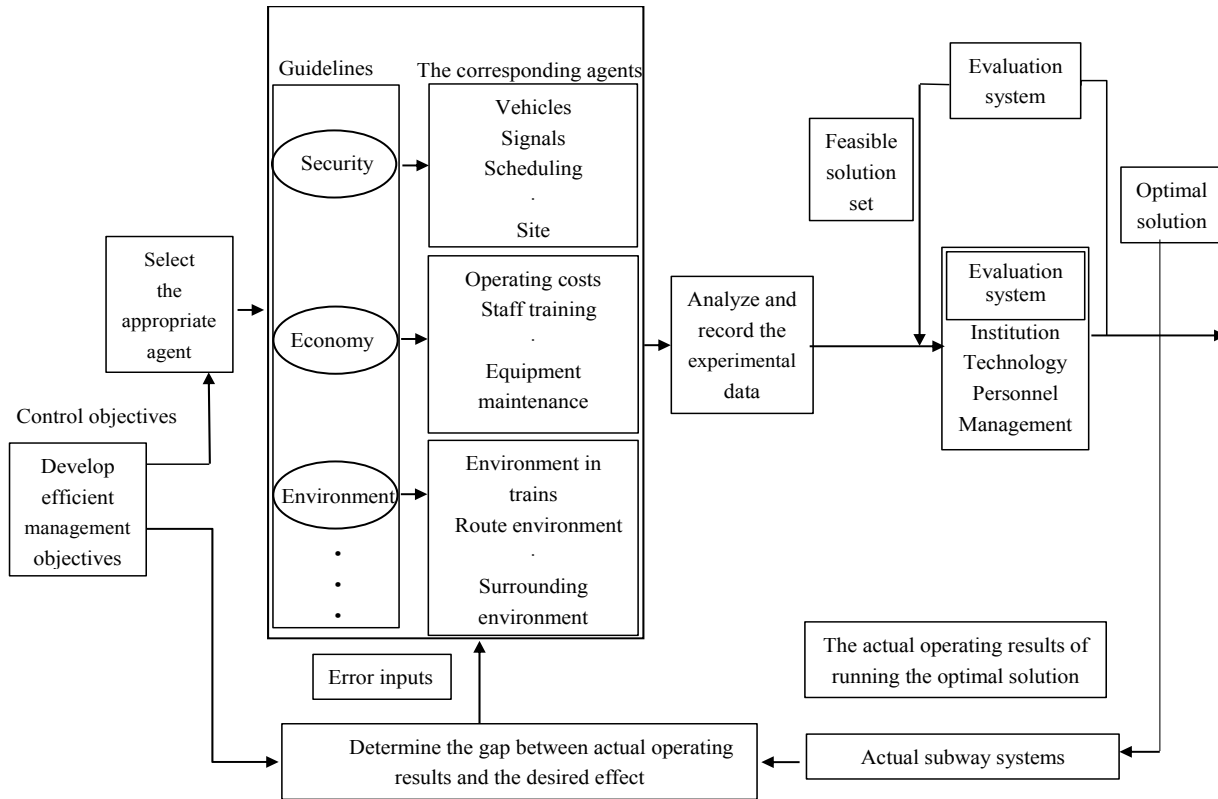 Guidelines
The corresponding agents
Security
Vehicles
Signals
Scheduling
.
Site
Economy
Operating costs
Staff training
.
Equipment
maintenance
Environment
Environment in
trains
Route environment
.
Surrounding
environment
•
•
•
Select
the
appropriate
agent
Control objectives
Develop
efficient
management
objectives
Analyze and
record the
experimental
data
Feasible
solution
set
Evaluation
system
Evaluation
system
Institution
Technology
Personnel
Management
Optimal
solution
The actual operating results of
running the optimal solution
Actual subway systems
Error inputs
Determine the gap between actual operating
results and the desired effect